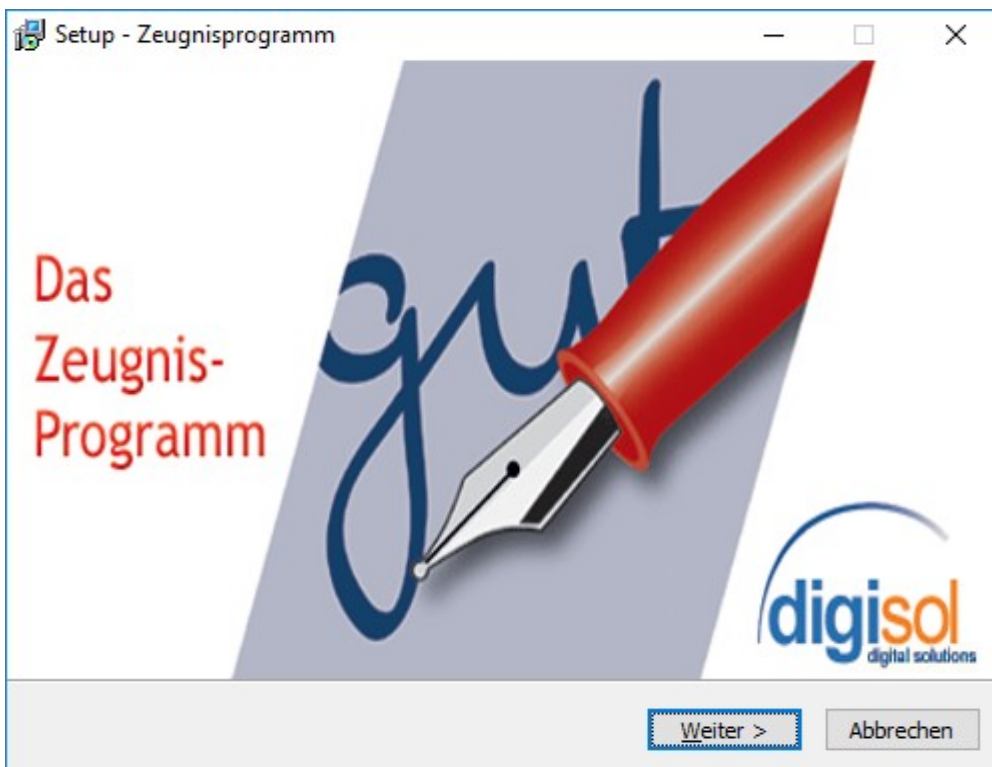 Setup - Zeugnisprogramm
Das
Zeugnis-
Programm
gut
digisol
digital solutions
Weiter >
Abbrechen